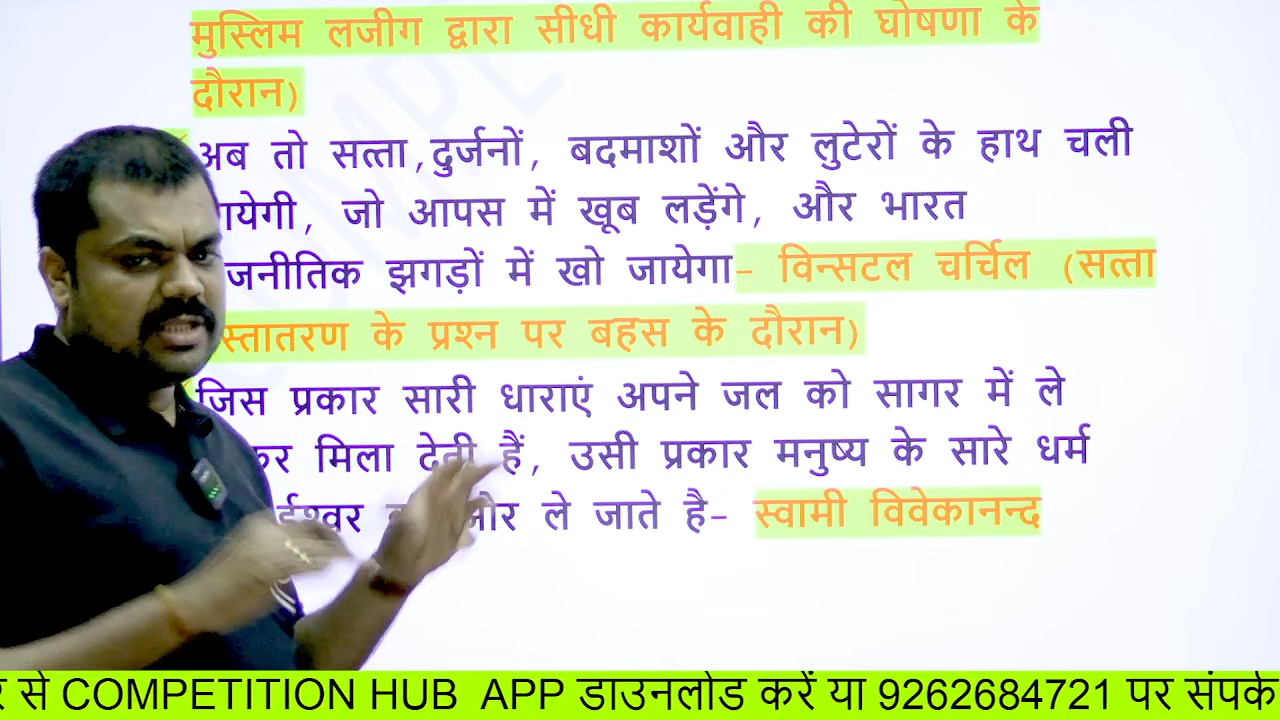 मुस्लिम लजीग द्वारा सीधी कार्यवाही की घोषणा के
दौरान)
अब तो सत्ता,दुर्जनों, बदमाशों और लुटेरों के हाथ चली
ायेगी, जो आपस में खूब लड़ेंगे, और भारत
जनीतिक झगड़ों में खो जायेगा- विन्सटल चर्चिल (सत्ता
स्तातरण के प्रश्न पर बहस के दौरान)
जिस प्रकार सारी धाराएं अपने जल को सागर में ले
कर मिला देती हैं, उसी प्रकार मनुष्य के सारे धर्म
ईश्वर ओर ले जाते है- स्वामी विवेकानन्द
र से COMPETITION HUB APP डाउनलोड करें या 9262684721 पर संपर्क